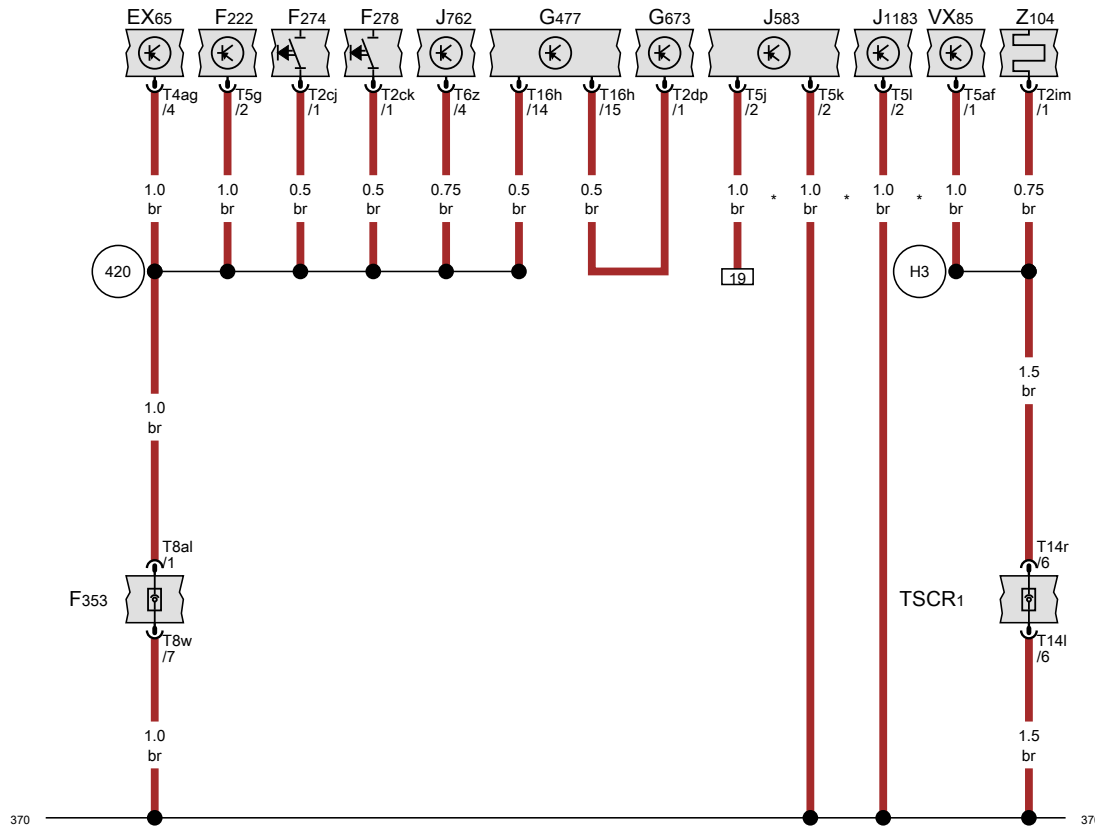 EX65 F222 F274 F278 J762 G477 G673 J583 J1183 VX85 Z104
T4ag T5g T2cj T2ck T6z T16h T16h T2dp T5j T5k T5l T5af T2im
/4 /2 /1 /1 /4 /14 /15 /1 /2 /2 /2 /1 /1
1.0 1.0 0.5 0.5 0.75 0.5 0.5 1.0 1.0 1.0 1.0 0.75
br br br br br br br br * br * br * br br
420 19 H3
1.5
br
1.0
br
T8al T14r
/1 /6
F353 TSCR1
T8w T14l
/7 /6
1.0 1.5
br br
370 370